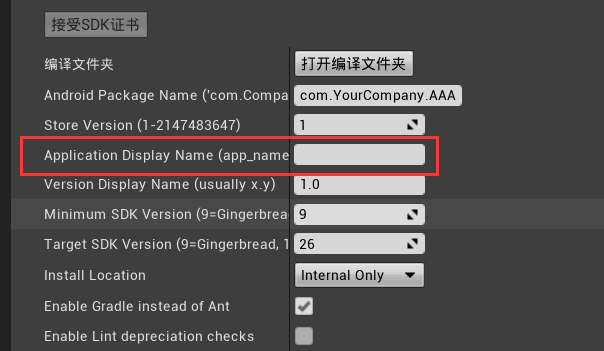 接受SDK证书
编译文件夹 打开编译文件夹
Android Package Name ('com.Compa com.YourCompany.AAA
Store Version (1-2147483647) 1
Application Display Name (app_name
Version Display Name (usually x.y) 1.0
Minimum SDK Version (9=Gingerbrea 9
Target SDK Version (9=Gingerbread, 1 26
Install Location Internal Only
Enable Gradle instead of Ant
Enable Lint depreciation checks